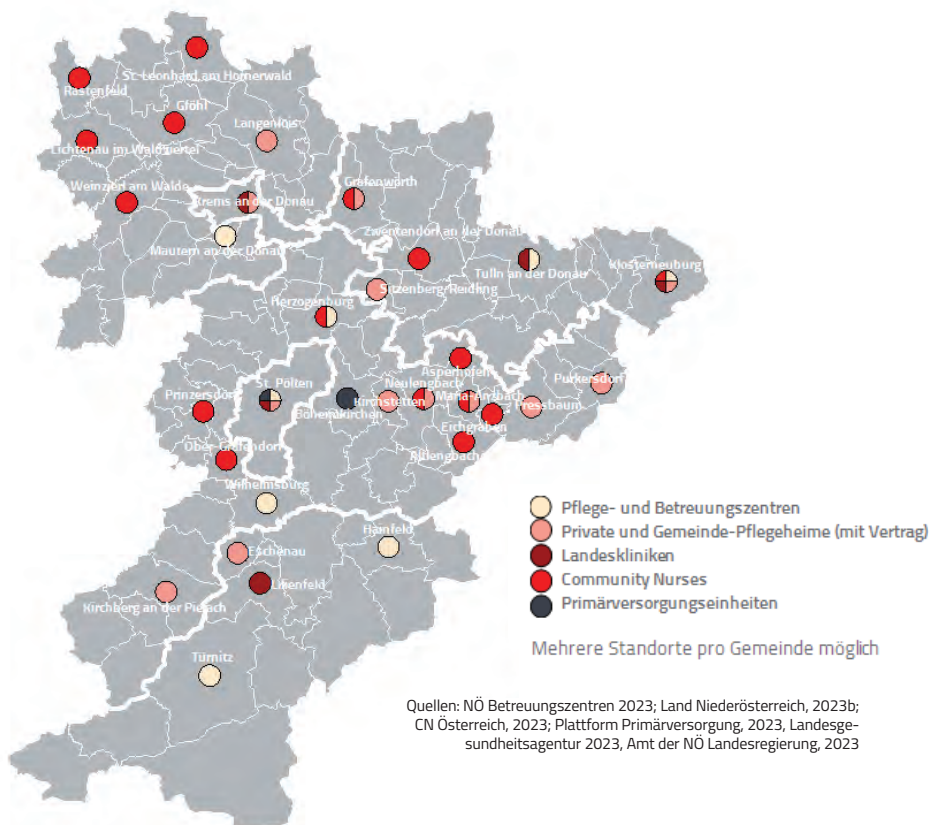 St. Leonhard am Hornerwald
Rastenfeld
Gföhl
Langenlois
Lichtenau im Waldviertel
Weinzierl am Walde
Krems an der Donau
Grafenwörth
Mautern an der Donau
Zwentendorf an der Donau
Tulln an der Donau
Klosterneuburg
Sitzenberg-Reidling
Herzogenburg
Asperhofen
Purkersdorf
St. Pölten
Neulengbach
Prinzersdorf
Kirchstetten
Maria-Anzbach
Pressbaum
Böheimkirchen
Eichgraben
Ober-Grafendorf
Altlengbach
Wilhelmsburg
Hainfeld
Eschenau
Lilienfeld
Kirchberg an der Pielach
Türnitz
Pflege- und Betreuungszentren
Private und Gemeinde-Pflegeheime (mit Vertrag)
Landeskliniken
Community Nurses
Primärversorgungseinheiten
Mehrere Standorte pro Gemeinde möglich
Quellen: NÖ Betreuungszentren 2023; Land Niederösterreich, 2023b;
CN Österreich, 2023; Plattform Primärversorgung, 2023, Landesge-
sundheitsagentur 2023, Amt der NÖ Landesregierung, 2023